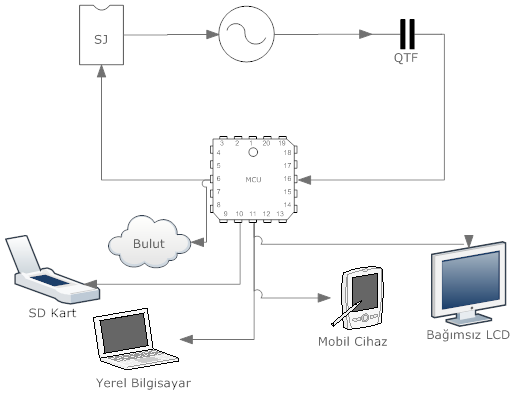 SJ
QTF
3 2 1 20 19
4 18
5 17
6 MCU 16
7 15
8 14
9 10 11 12 13
Bulut
SD Kart
Mobil Cihaz
Bağımsız LCD
Yerel Bilgisayar